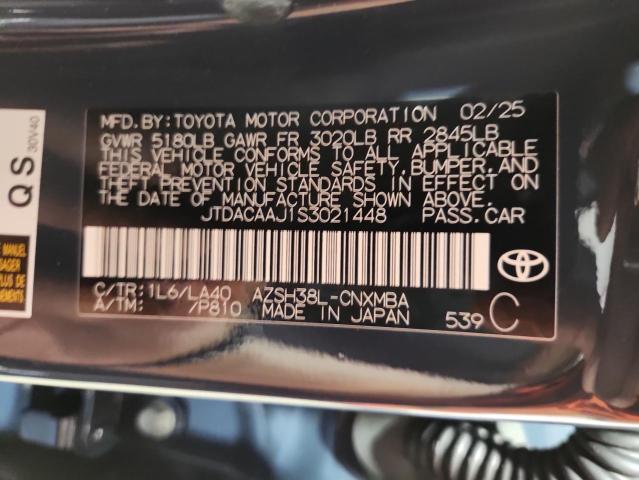 MFD. BY: TOYOTA MOTOR CORPORATION 02/25
GVWR 5180LB GAWR FR 3020LB RR 2845LB
THIS VEHICLE CONFORMS TO ALL APPLICABLE
FEDERAL MOTOR VEHICLE SAFETY, BUMPER, AND
THEFT PREVENTION STANDARDS IN EFFECT ON
THE DATE OF MANUFACTURE SHOWN ABOVE.
JTDACAAJ1S3021448 PASS. CAR
C/TR: 1L6/LA40 AZSH38L-CNXMBA
A/TM: /P810 MADE IN JAPAN 539 C
QS
30V40
MANUEL